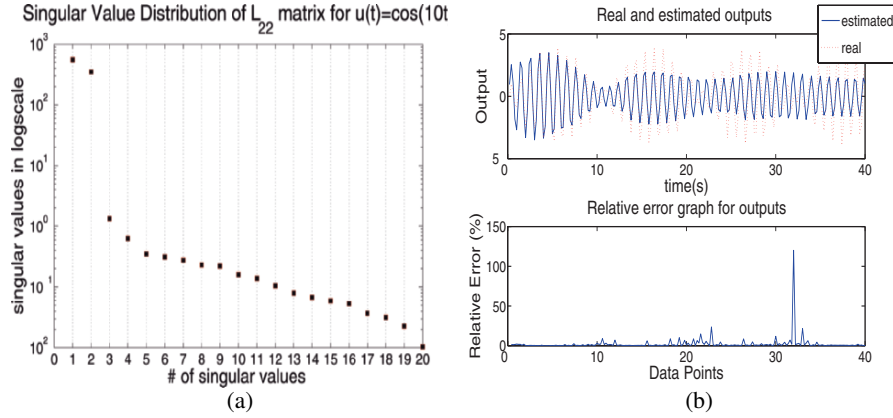 Singular Value Distribution of L22 matrix for u(t)=cos(10t
singular values in logscale
10^3
10^2
10^1
10^0
10^1
10^2
0 1 2 3 4 5 6 7 8 9 10 11 12 13 14 15 16 17 18 19 20
# of singular values
(a)
Real and estimated outputs
estimated
real
Output
5
0
5
0 10 20 30 40
time(s)
Relative error graph for outputs
Relative Error (%)
150
100
50
0
0 10 20 30 40
Data Points
(b)